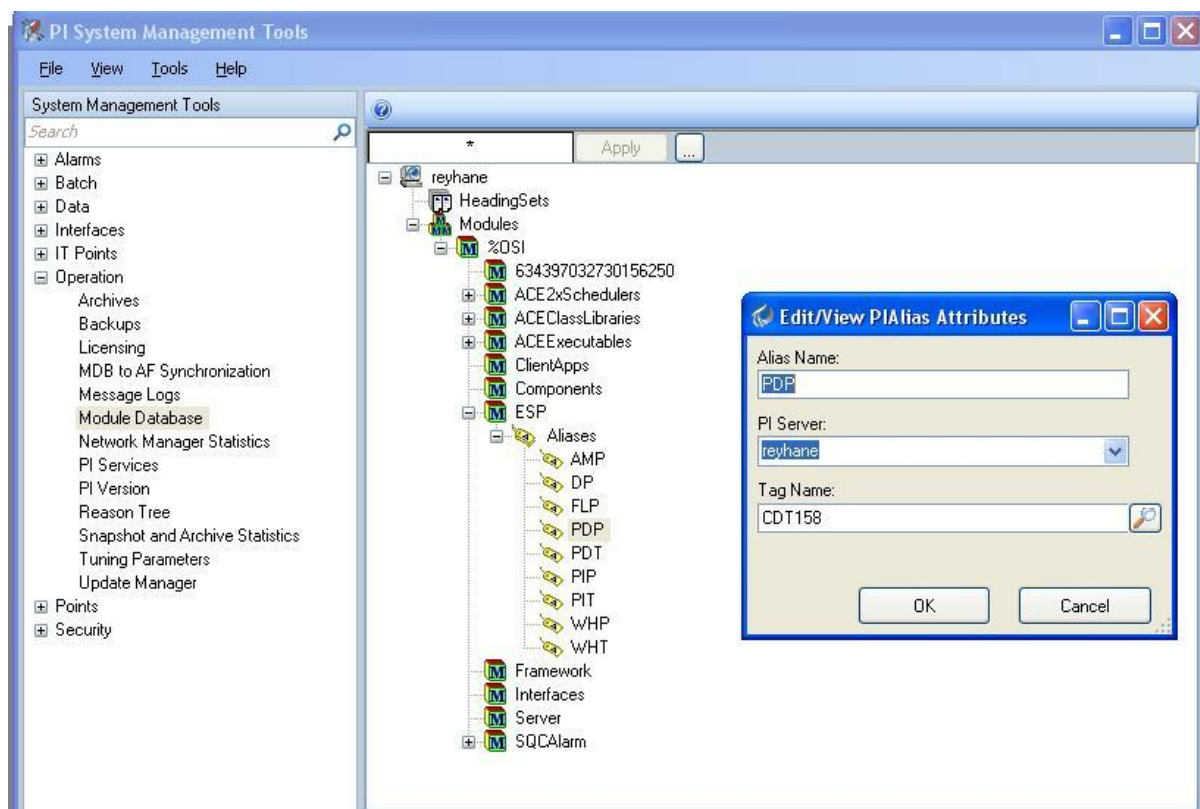 PI System Management Tools
File View Tools Help
System Management Tools
Search
Alarms
Batch
Data
Interfaces
IT Points
Operation
Archives
Backups
Licensing
MDB to AF Synchronization
Message Logs
Module Database
Network Manager Statistics
PI Services
PI Version
Reason Tree
Snapshot and Archive Statistics
Tuning Parameters
Update Manager
Points
Security
* Apply ...
reyhane
HeadingSets
Modules
%OSI
634397032730156250
ACE2xSchedulers
ACEClassLibraries
ACEExecutables
ClientApps
Components
ESP
Aliases
AMP
DP
FLP
PDP
PDT
PIP
PIT
WHP
WHT
Framework
Interfaces
Server
SQCAlarm
Edit/View PIAlias Attributes
Alias Name:
PDP
PI Server:
reyhane
Tag Name:
CDT158
OK Cancel